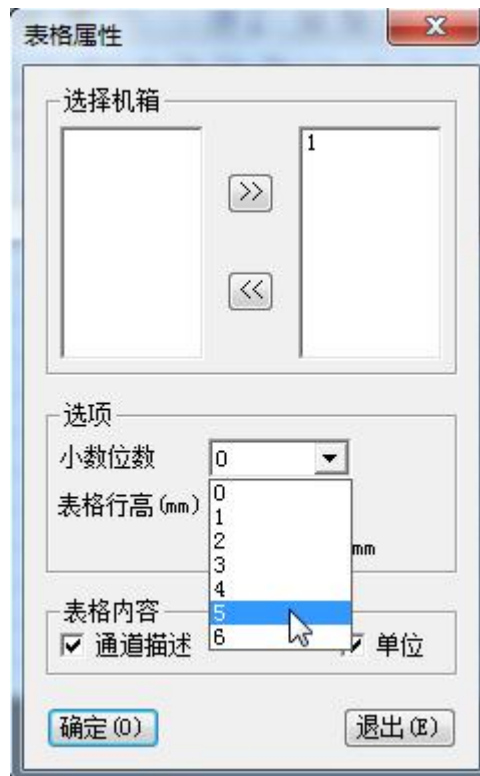 表格属性
选择机箱
1
>>
<<
选项
小数位数 0
0
表格行高(mm)
1
2
mm
3
4
表格内容
5
通道描述
6
单位
确定(O)
退出(E)